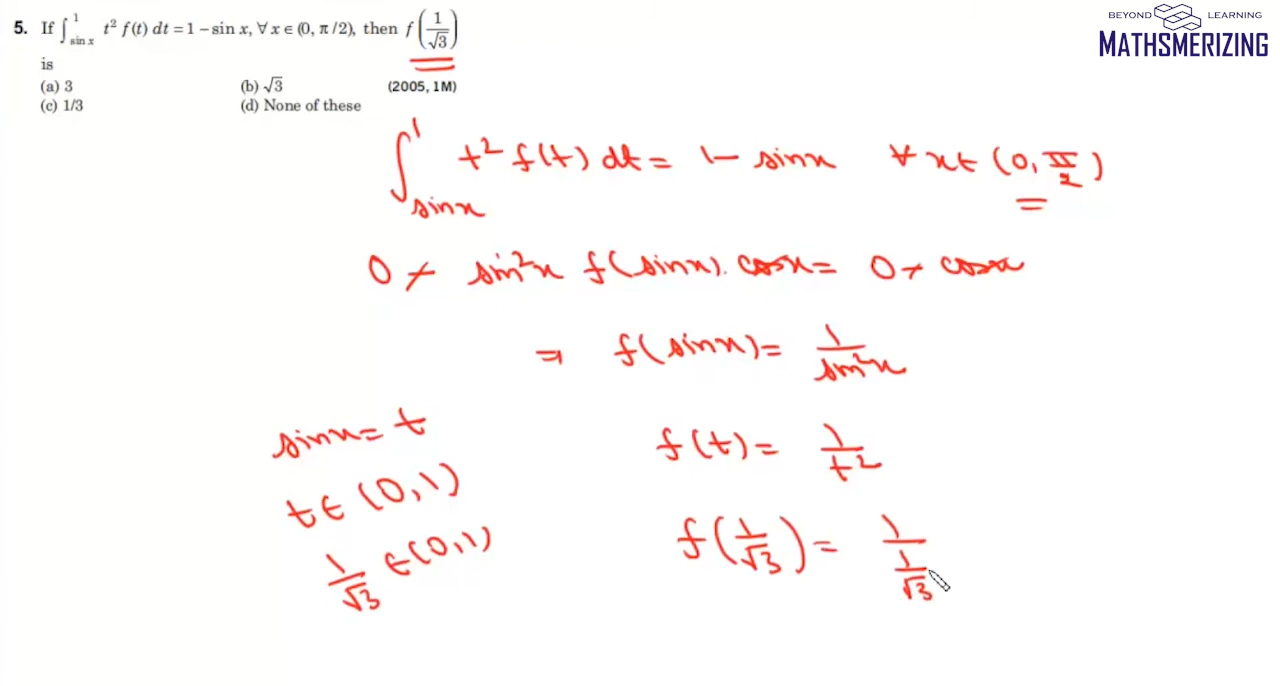 BEYOND LEARNING
MATHSMERIZING
5. If ∫_{sin x}^{1} t² f(t) dt = 1 – sin x, ∀ x ∈ (0, π/2), then f(1/√3)
is
(a) 3 (b) √3 (2005, 1M)
(c) 1/3 (d) None of these
∫_{sinx}^{1} t² f(t) dt = 1 – sinx ∀ x ∈ (0, π/2)
0 – sin²x f(sinx). cosx = 0 – cosx
⇒ f(sinx) = 1/sin²x
sinx = t
f(t) = 1/t²
t ∈ (0,1)
1/√3 ∈ (0,1)
f(1/√3) = 1/(1/√3)